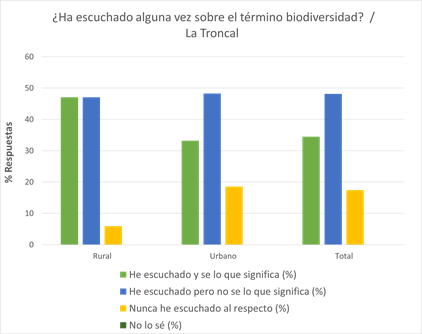 ¿Ha escuchado alguna vez sobre el término biodiversidad? /
La Troncal
60
50
40
30
20
10
0
% Respuestas
Rural
Urbano
Total
He escuchado y se lo que significa (%)
He escuchado pero no se lo que significa (%)
Nunca he escuchado al respecto (%)
No lo sé (%)